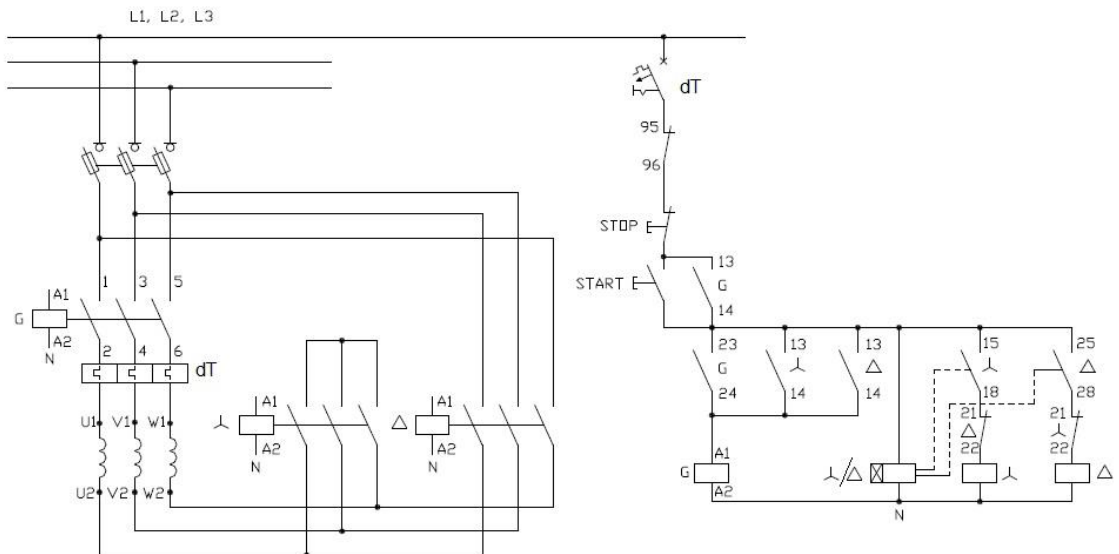 L1, L2, L3
dT
95
96
STOP
START
13
G
14
1 3 5
A1
G
A2
N
2 4 6
dT
U1 V1 W1
U2 V2 W2
A1
A2
N
A1
A2
N
23
G
24
13
14
13
14
15
18
21
22
25
28
21
22
A1
G
A2
N